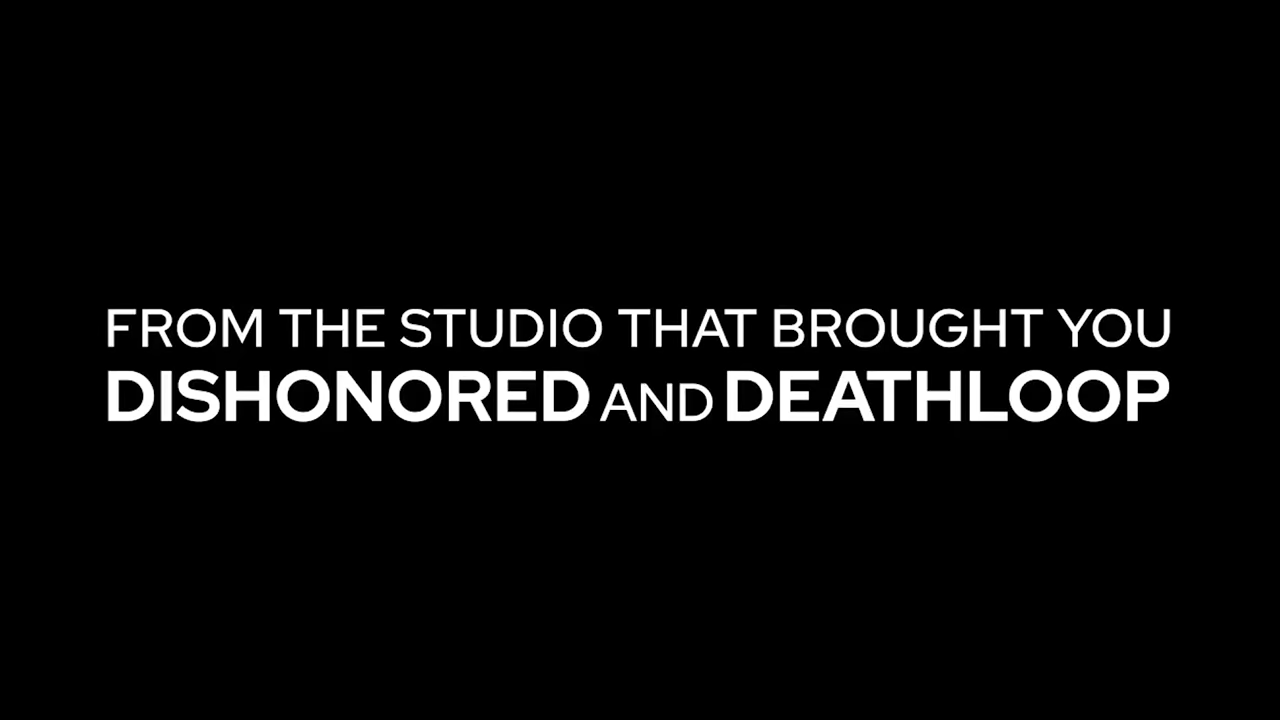 FROM THE STUDIO THAT BROUGHT YOU
DISHONORED AND DEATHLOOP